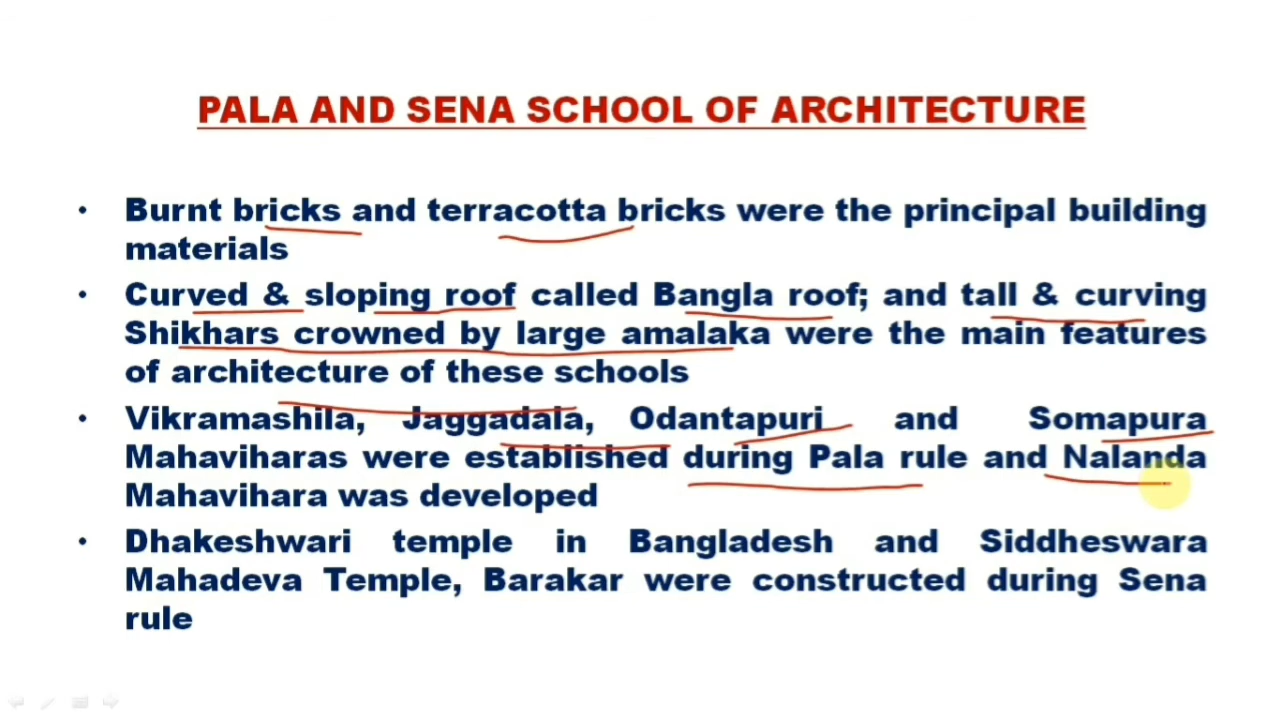 PALA AND SENA SCHOOL OF ARCHITECTURE
• Burnt bricks and terracotta bricks were the principal building
materials
• Curved & sloping roof called Bangla roof; and tall & curving
Shikhars crowned by large amalaka were the main features
of architecture of these schools
• Vikramashila, Jaggadala, Odantapuri and Somapura
Mahaviharas were established during Pala rule and Nalanda
Mahavihara was developed
• Dhakeshwari temple in Bangladesh and Siddheswara
Mahadeva Temple, Barakar were constructed during Sena
rule